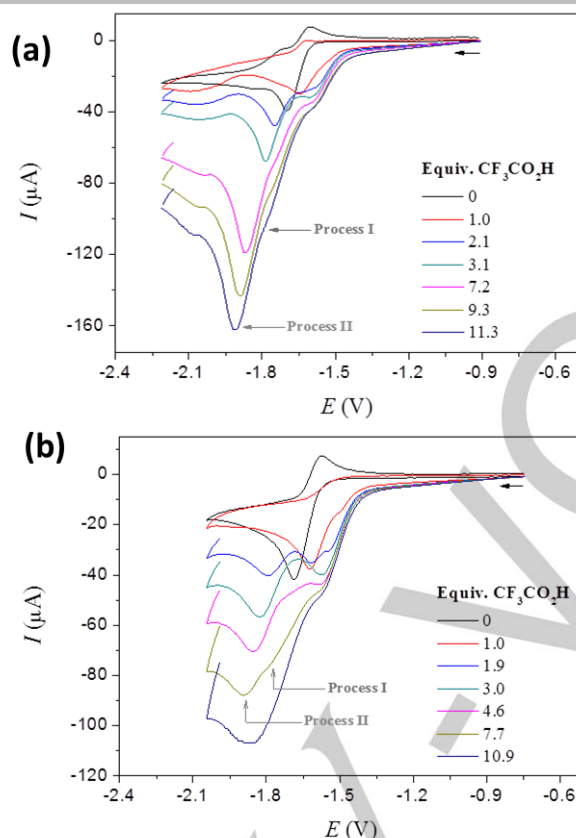 (a)
0
-40
-80
-120
-160
I (µA)
Equiv. CF₃CO₂H
0
1.0
2.1
3.1
7.2
9.3
11.3
Process I
Process II
-2.4 -2.1 -1.8 -1.5 -1.2 -0.9 -0.6
E (V)
(b)
0
-20
-40
-60
-80
-100
-120
I (µA)
Equiv. CF₃CO₂H
0
1.0
1.9
3.0
4.6
7.7
10.9
Process I
Process II
-2.4 -2.1 -1.8 -1.5 -1.2 -0.9 -0.6
E (V)